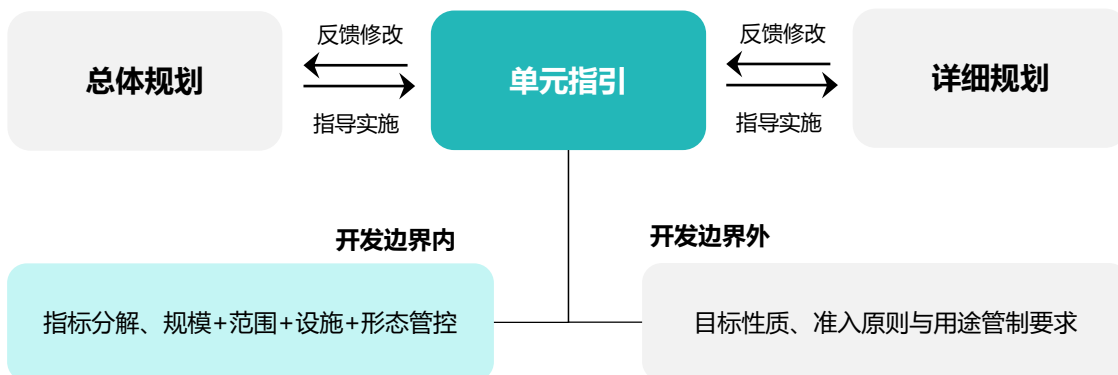 反馈修改
反馈修改
总体规划
单元指引
详细规划
指导实施
指导实施
开发边界内
开发边界外
指标分解、规模+范围+设施+形态管控
目标性质、准入原则与用途管制要求